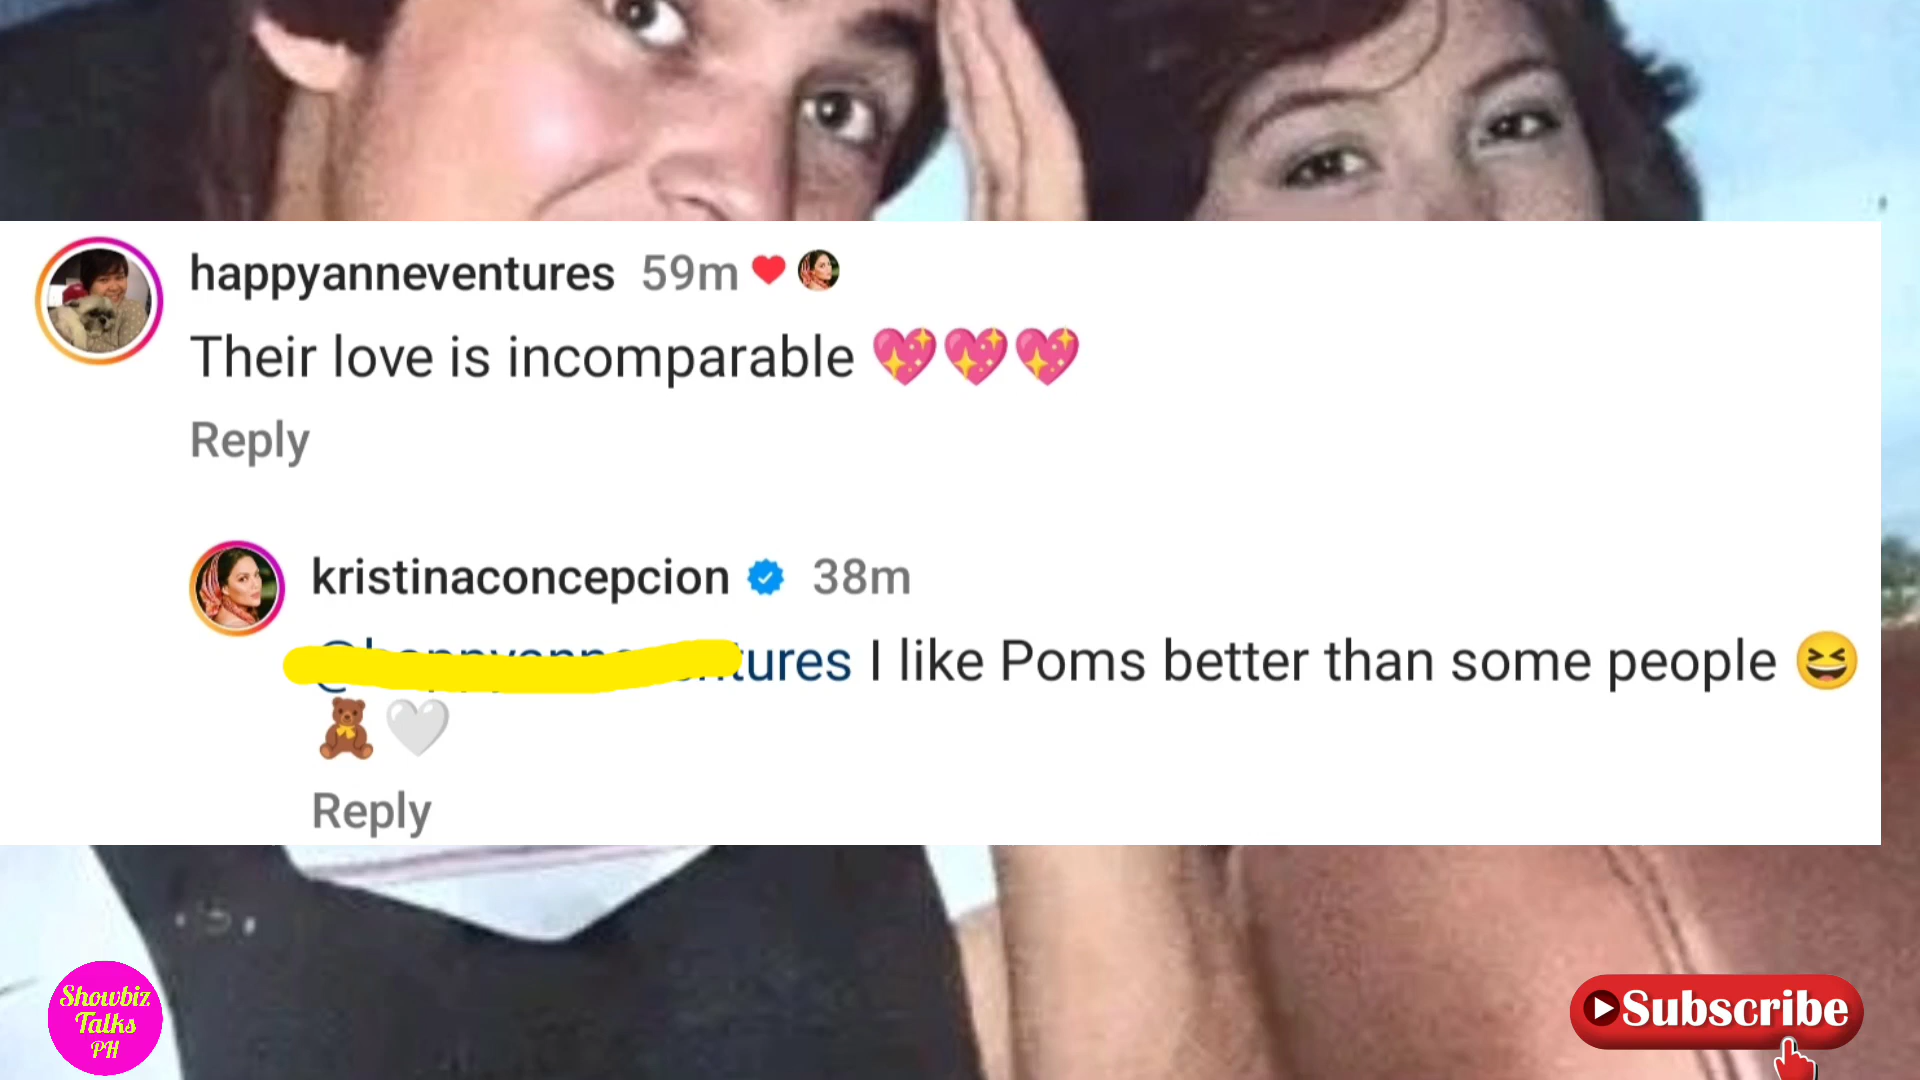 happyanneventures 59m
Their love is incomparable 💖💖💖
Reply
kristinaconcepcion 38m
tures I like Poms better than some people 😆
🧸🤍
Reply
Showbiz
Talks
PH
Subscribe